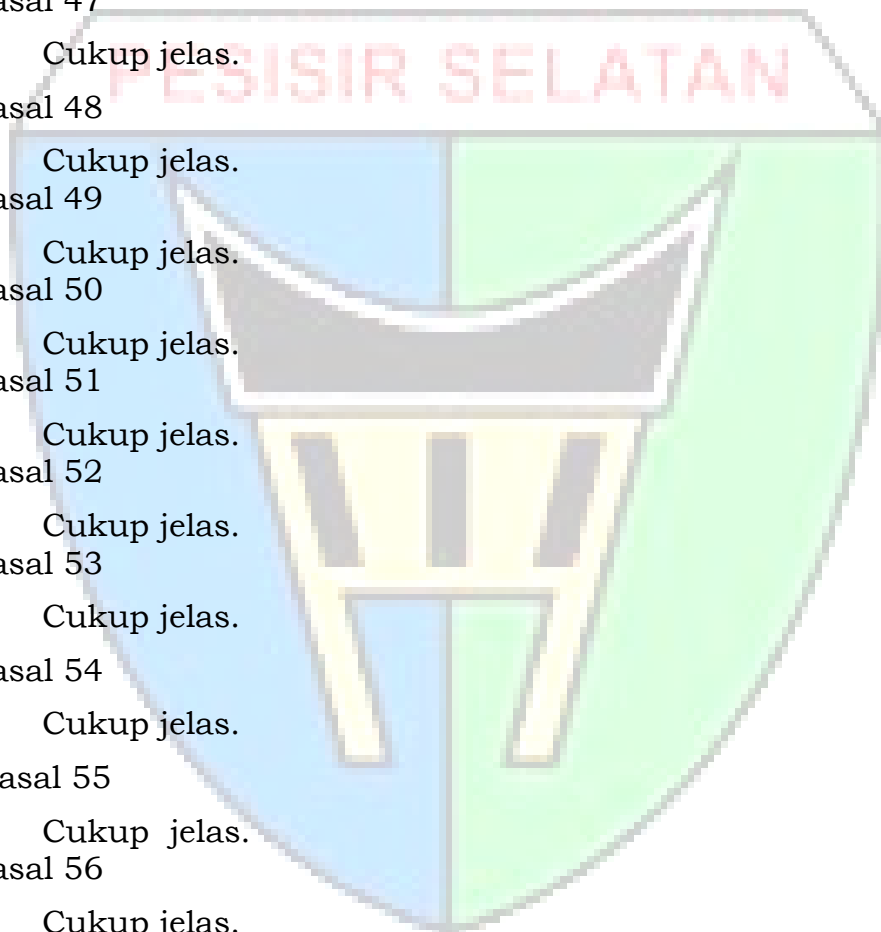 asal 47
Cukup jelas.
PESISIR SELATAN
asal 48
Cukup jelas.
asal 49
Cukup jelas.
asal 50
Cukup jelas.
asal 51
Cukup jelas.
asal 52
Cukup jelas.
asal 53
Cukup jelas.
asal 54
Cukup jelas.
asal 55
Cukup jelas.
asal 56
Cukup jelas.